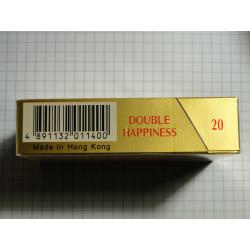 4 891132 011400
Made in Hong Kong
DOUBLE
HAPPINESS
20